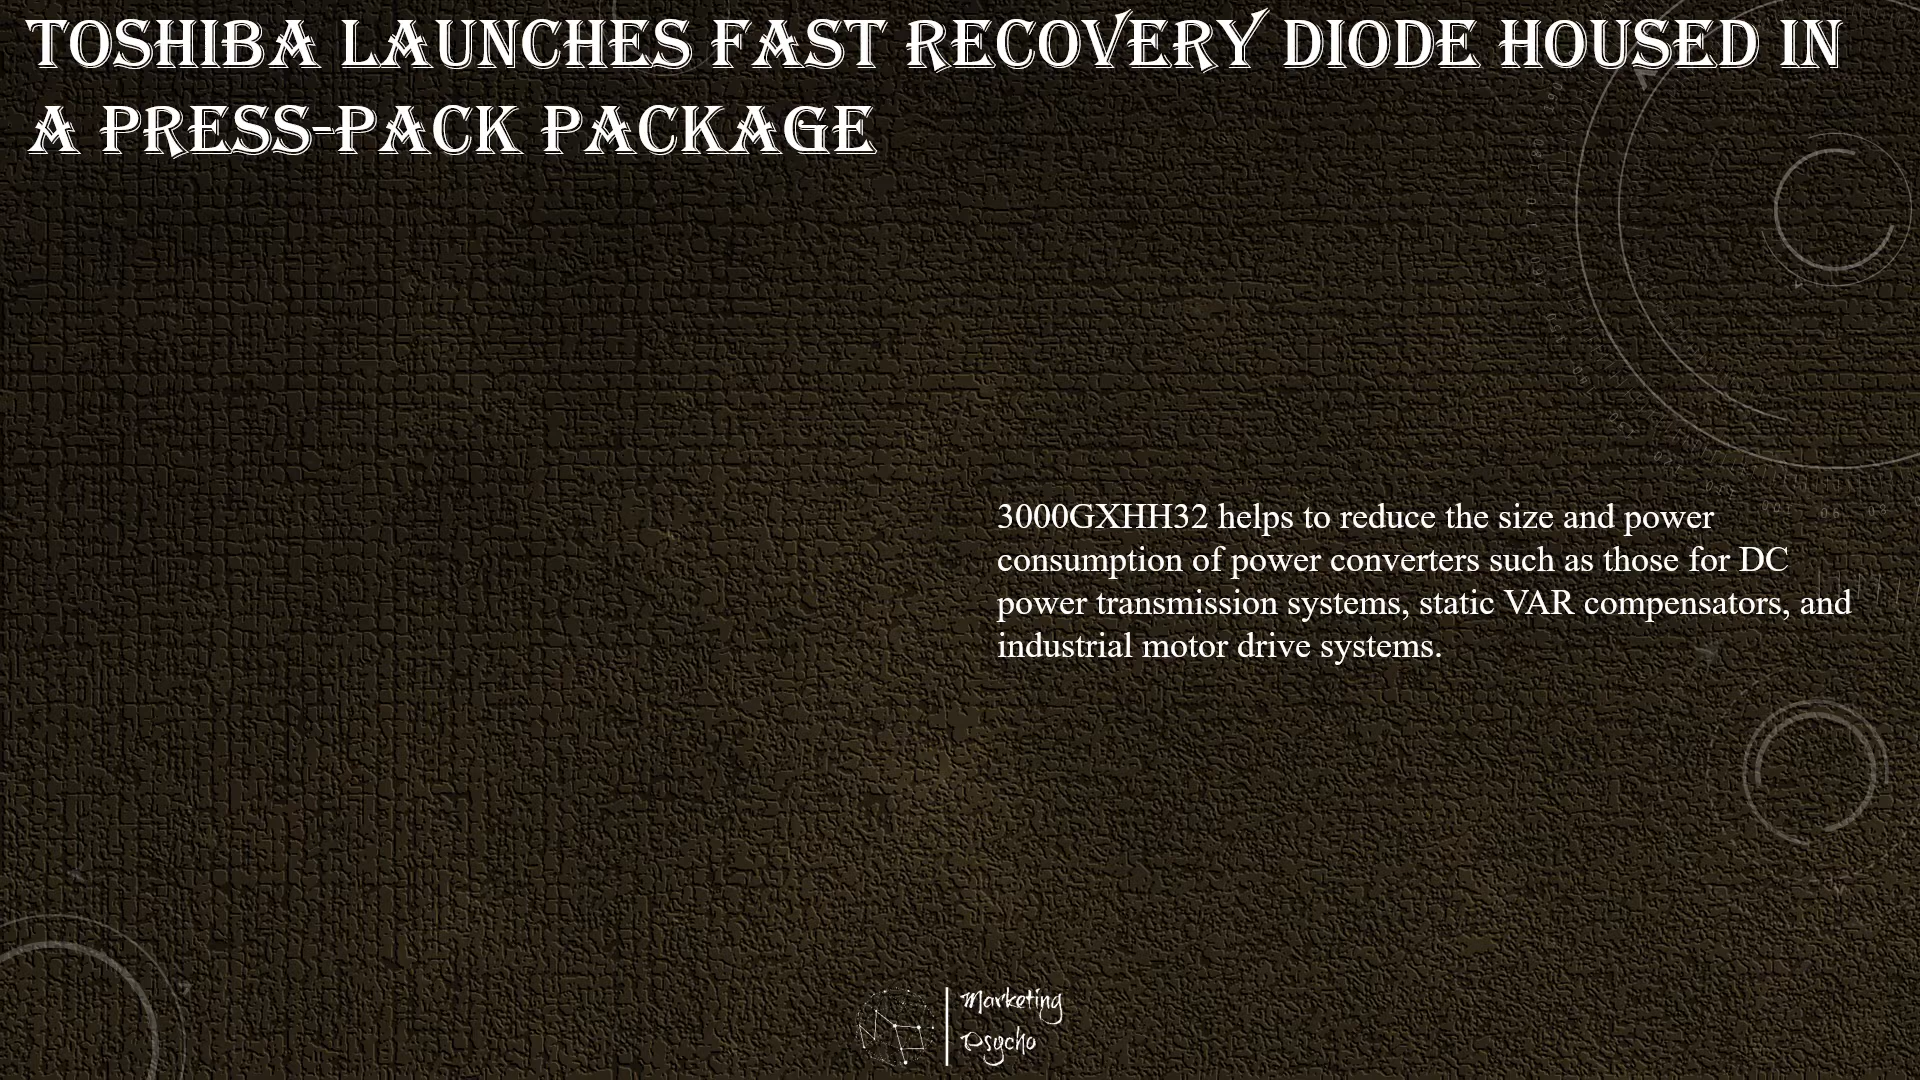 TOSHIBA LAUNCHES FAST RECOVERY DIODE HOUSED IN
A PRESS-PACK PACKAGE
3000GXHH32 helps to reduce the size and power
consumption of power converters such as those for DC
power transmission systems, static VAR compensators, and
industrial motor drive systems.
Marketing
Psycho